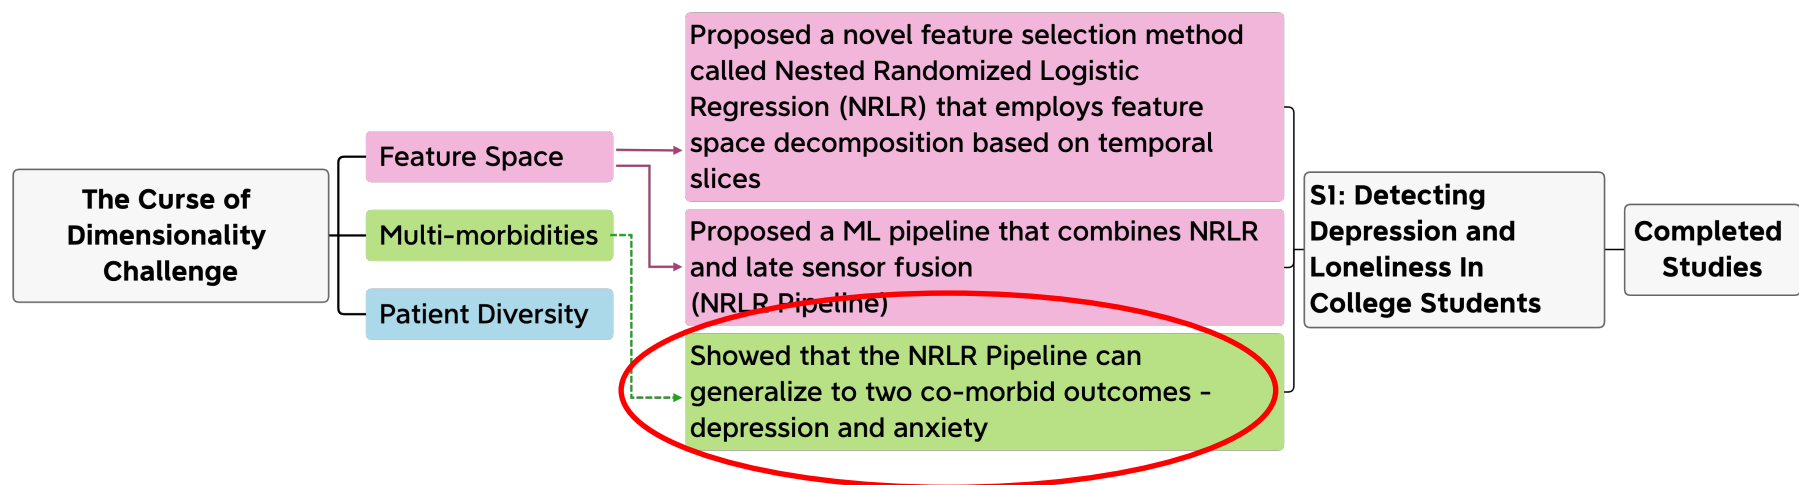 The Curse of
Dimensionality
Challenge
Feature Space
Multi-morbidities
Patient Diversity
Proposed a novel feature selection method
called Nested Randomized Logistic
Regression (NRLR) that employs feature
space decomposition based on temporal
slices
Proposed a ML pipeline that combines NRLR
and late sensor fusion
(NRLR Pipeline)
Showed that the NRLR Pipeline can
generalize to two co-morbid outcomes -
depression and anxiety
S1: Detecting
Depression and
Loneliness In
College Students
Completed
Studies